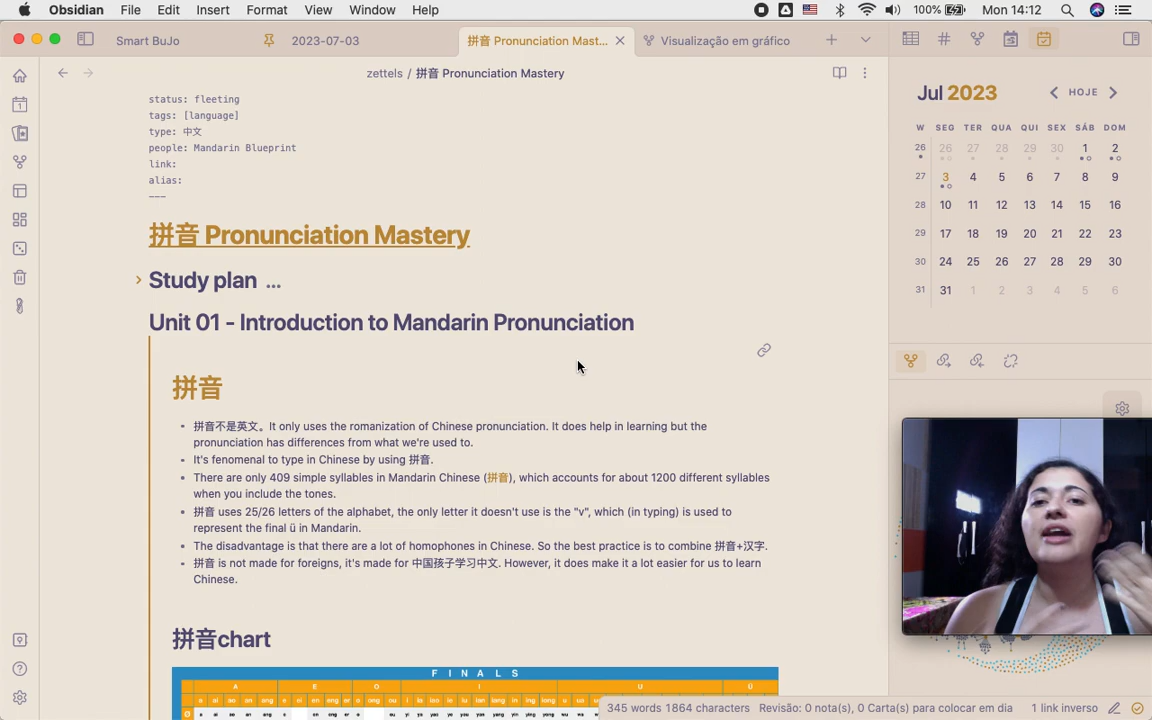 Obsidian File Edit Insert Format View Window Help 100% Mon 14:12
Smart BuJo 2023-07-03 拼音 Pronunciation Mast... Visualização em gráfico
zettels / 拼音 Pronunciation Mastery
status: fleeting
tags: [language]
type: 中文
people: Mandarin Blueprint
link:
alias:
---
拼音 Pronunciation Mastery
Study plan ...
Unit 01 - Introduction to Mandarin Pronunciation
拼音
拼音不是英文。It only uses the romanization of Chinese pronunciation. It does help in learning but the
pronunciation has differences from what we're used to.
It's fenomenal to type in Chinese by using 拼音.
There are only 409 simple syllables in Mandarin Chinese (拼音), which accounts for about 1200 different syllables
when you include the tones.
拼音 uses 25/26 letters of the alphabet, the only letter it doesn't use is the "v", which (in typing) is used to
represent the final ü in Mandarin.
The disadvantage is that there are a lot of homophones in Chinese. So the best practice is to combine 拼音+汉字.
拼音 is not made for foreigns, it's made for 中国孩子学习中文. However, it does make it a lot easier for us to learn
Chinese.
拼音chart
FINALS
A E O I U Ü
345 words 1864 characters Revisão: 0 nota(s), 0 Carta(s) para colocar em dia 1 link inverso
Jul 2023 HOJE
W SEG TER QUA QUI SEX SÁB DOM
26 26 27 28 29 30 1 2
27 3 4 5 6 7 8 9
28 10 11 12 13 14 15 16
29 17 18 19 20 21 22 23
30 24 25 26 27 28 29 30
31 31 1 2 3 4 5 6